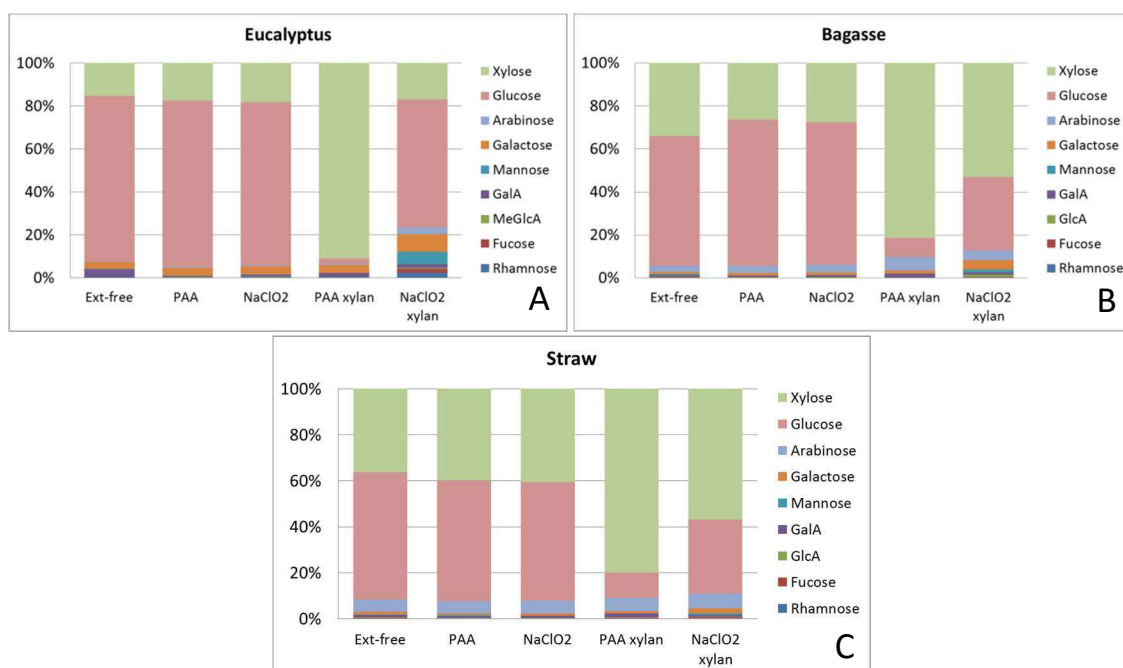 Eucalyptus
100%
80%
60%
40%
20%
0%
Ext-free
PAA
NaClO2
PAA xylan
NaClO2
xylan
Xylose
Glucose
Arabinose
Galactose
Mannose
GalA
MeGlcA
Fucose
Rhamnose
A
Bagasse
100%
80%
60%
40%
20%
0%
Ext-free
PAA
NaClO2
PAA xylan
NaClO2
xylan
Xylose
Glucose
Arabinose
Galactose
Mannose
GalA
GlcA
Fucose
Rhamnose
B
Straw
100%
80%
60%
40%
20%
0%
Ext-free
PAA
NaClO2
PAA xylan
NaClO2
xylan
Xylose
Glucose
Arabinose
Galactose
Mannose
GalA
GlcA
Fucose
Rhamnose
C